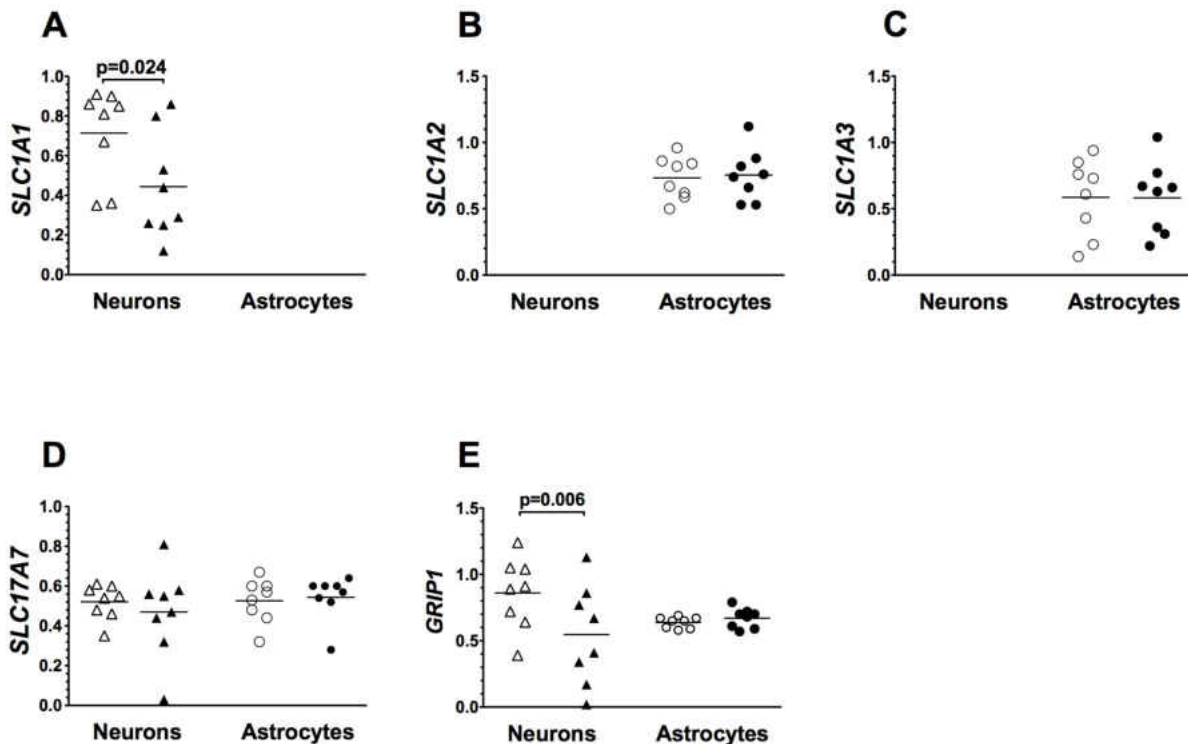 A
p=0.024
SLC1A1
1.0
0.8
0.6
0.4
0.2
0.0
Neurons Astrocytes
B
SLC1A2
1.5
1.0
0.5
0.0
Neurons Astrocytes
C
SLC1A3
1.5
1.0
0.5
0.0
Neurons Astrocytes
D
SLC17A7
1.0
0.8
0.6
0.4
0.2
0.0
Neurons Astrocytes
E
p=0.006
GRIP1
1.5
1.0
0.5
0.0
Neurons Astrocytes